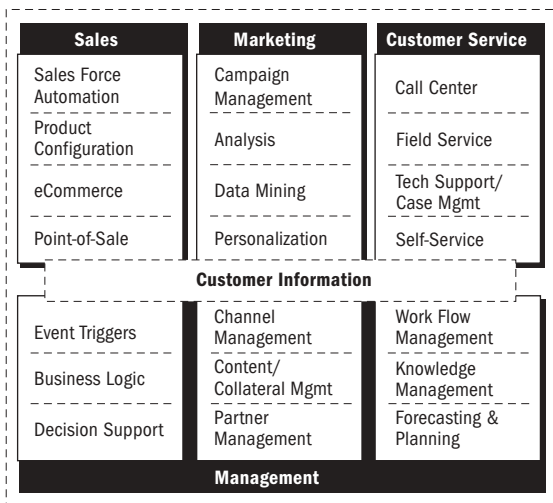 Sales
Sales Force
Automation
Product
Configuration
eCommerce
Point-of-Sale
Marketing
Campaign
Management
Analysis
Data Mining
Personalization
Customer Service
Call Center
Field Service
Tech Support/
Case Mgmt
Self-Service
Customer Information
Event Triggers
Business Logic
Decision Support
Channel
Management
Content/
Collateral Mgmt
Partner
Management
Work Flow
Management
Knowledge
Management
Forecasting &
Planning
Management